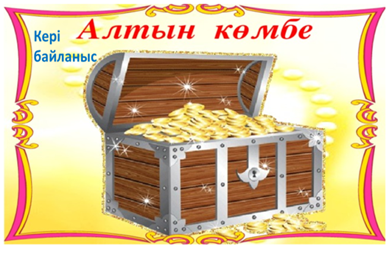 Алтын көмбе
Кері
байланыс